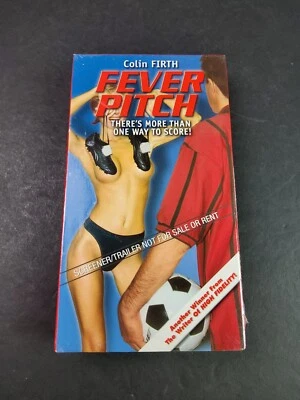 Colin FIRTH
FEVER
PITCH
THERE'S MORE THAN
ONE WAY TO SCORE!
SCREENER/TRAILER NOT FOR SALE OR RENT
Another Winner From
The Writer Of HIGH FIDELITY!